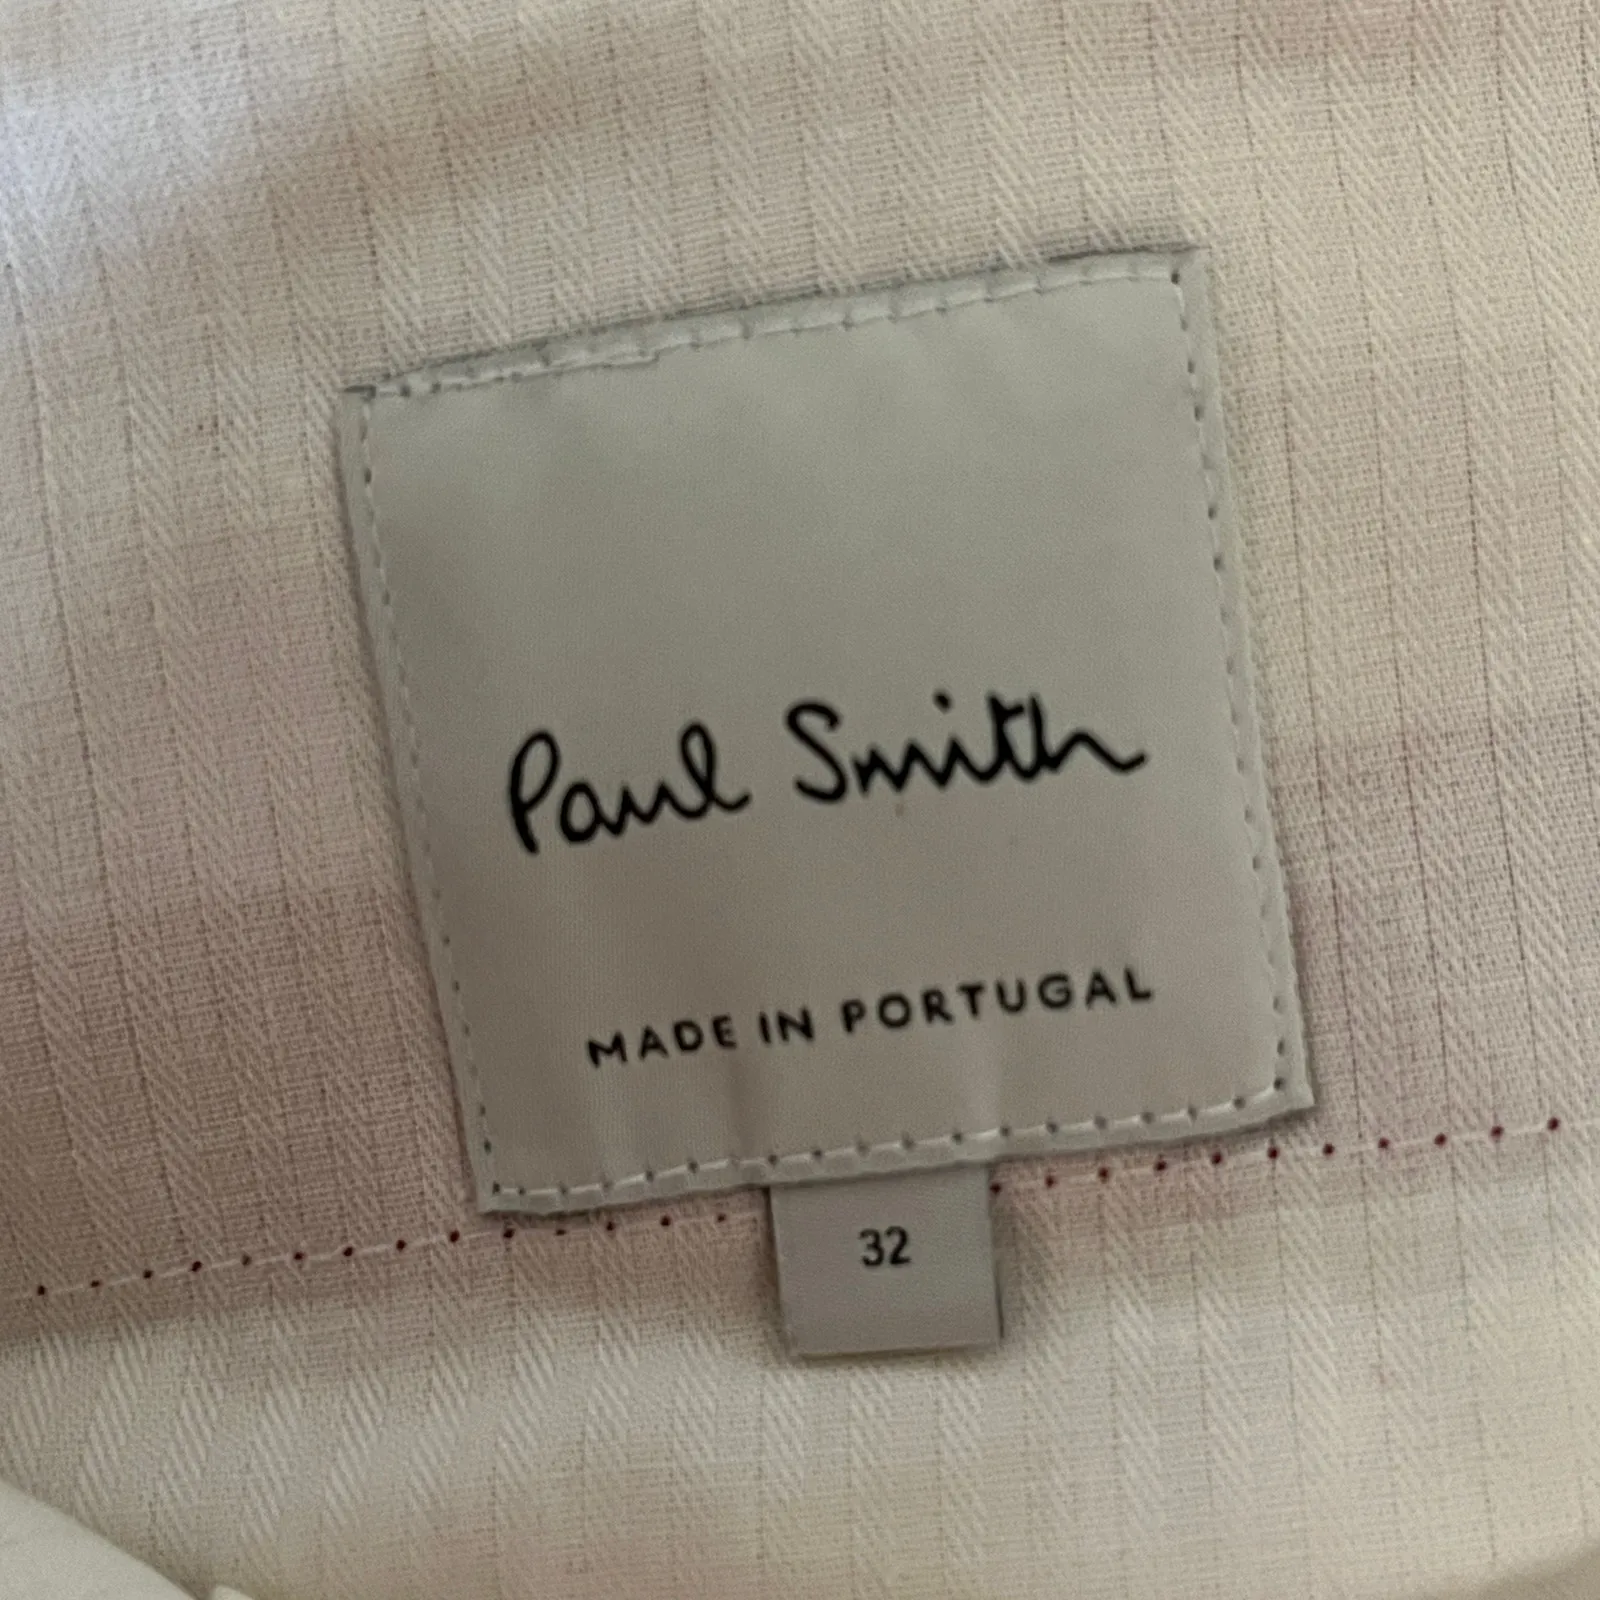 Paul Smith
MADE IN PORTUGAL
32